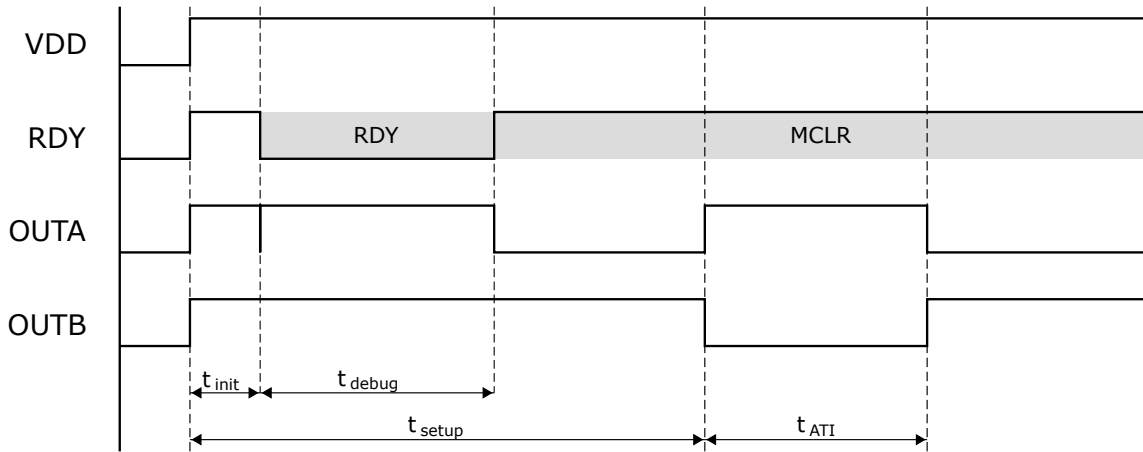 VDD
RDY
RDY
MCLR
OUTA
OUTB
t init
t debug
t setup
t ATI